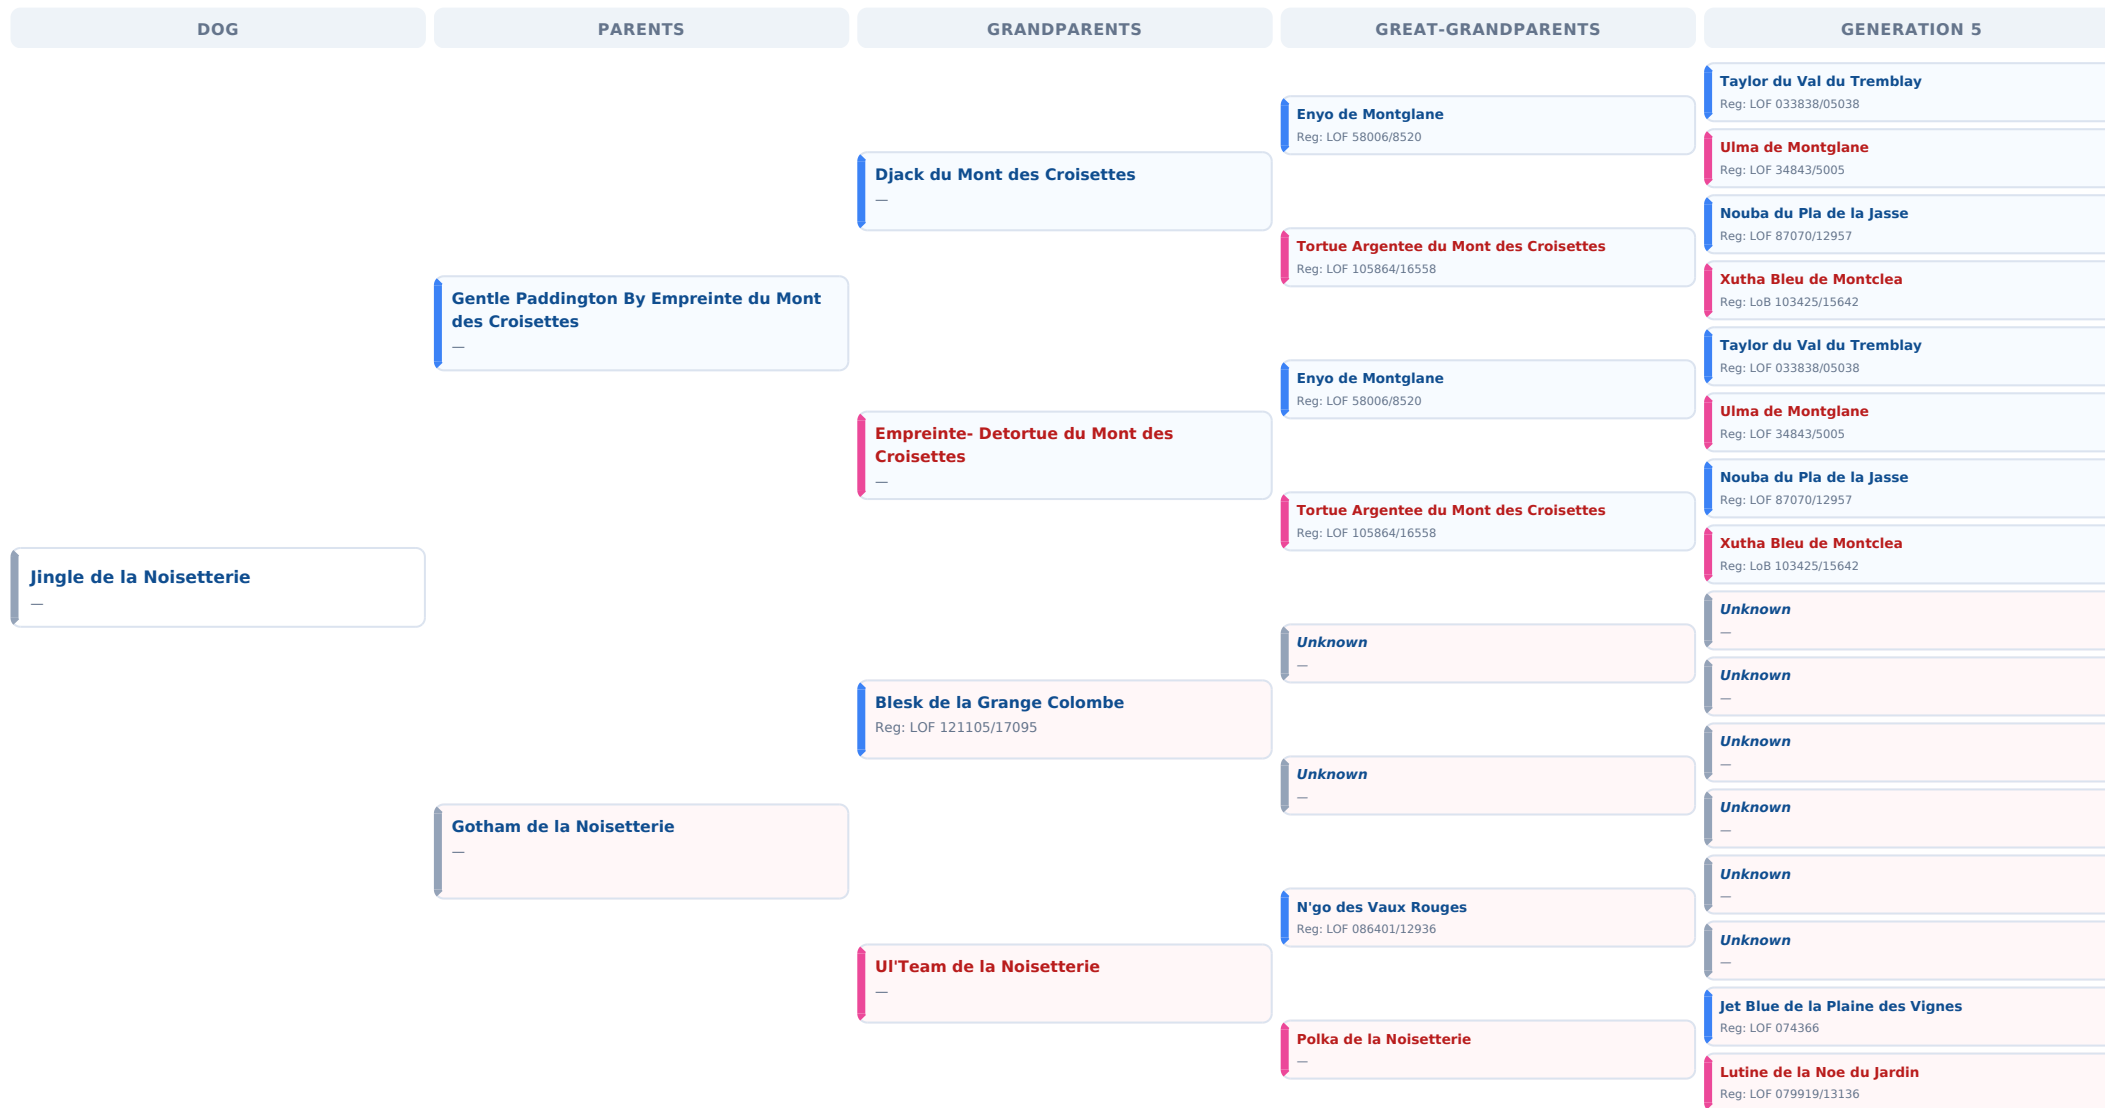 DOG
PARENTS
GRANDPARENTS
GREAT-GRANDPARENTS
GENERATION 5
Jingle de la Noisetterie
—
Gentle Paddington By Empreinte du Mont
des Croisettes
—
Gotham de la Noisetterie
—
Djack du Mont des Croisettes
—
Empreinte- Detortue du Mont des
Croisettes
—
Blesk de la Grange Colombe
Reg: LOF 121105/17095
Ul'Team de la Noisetterie
—
Enyo de Montglane
Reg: LOF 58006/8520
Tortue Argentee du Mont des Croisettes
Reg: LOF 105864/16558
Enyo de Montglane
Reg: LOF 58006/8520
Tortue Argentee du Mont des Croisettes
Reg: LOF 105864/16558
Unknown
—
Unknown
—
N'go des Vaux Rouges
Reg: LOF 086401/12936
Polka de la Noisetterie
—
Taylor du Val du Tremblay
Reg: LOF 033838/05038
Ulma de Montglane
Reg: LOF 34843/5005
Nouba du Pla de la Jasse
Reg: LOF 87070/12957
Xutha Bleu de Montclea
Reg: LoB 103425/15642
Taylor du Val du Tremblay
Reg: LOF 033838/05038
Ulma de Montglane
Reg: LOF 34843/5005
Nouba du Pla de la Jasse
Reg: LOF 87070/12957
Xutha Bleu de Montclea
Reg: LoB 103425/15642
Unknown
—
Unknown
—
Unknown
—
Unknown
—
Unknown
—
Unknown
—
Jet Blue de la Plaine des Vignes
Reg: LOF 074366
Lutine de la Noe du Jardin
Reg: LOF 079919/13136